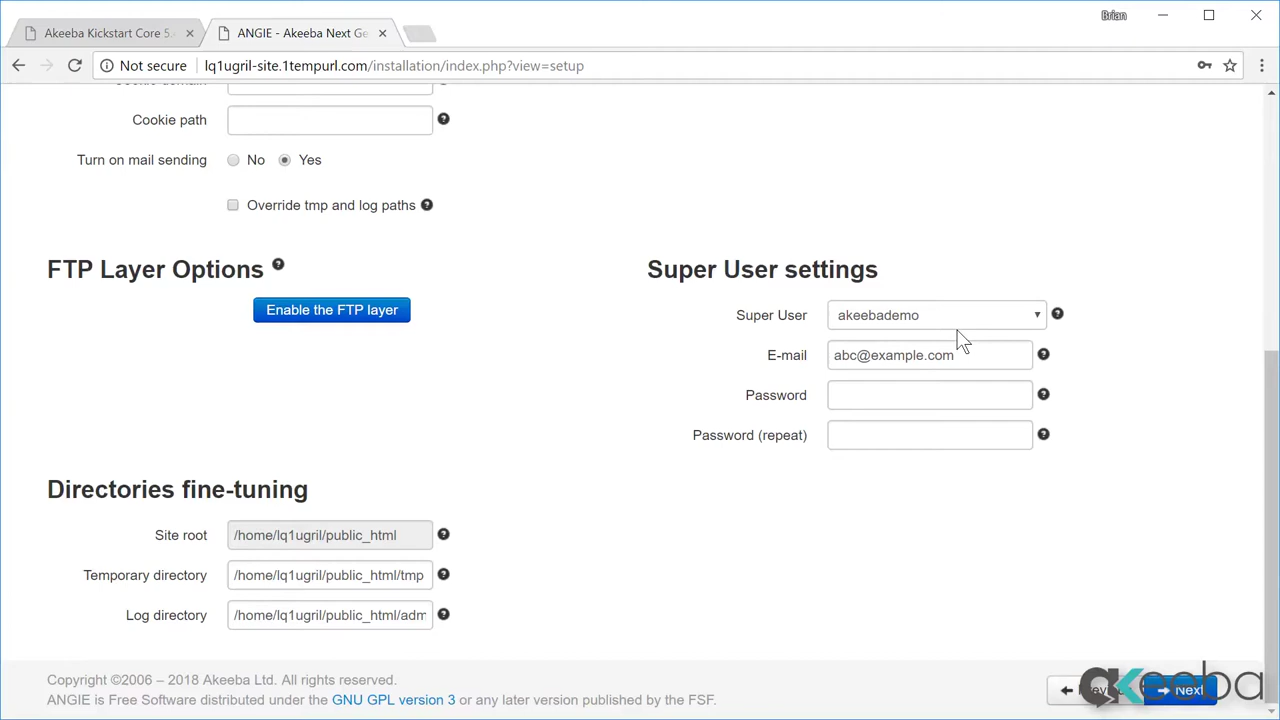 Brian
Akeeba Kickstart Core 5.
ANGIE - Akeeba Next Ge
Not secure
lq1ugril-site.1tempurl.com/installation/index.php?view=setup
Cookie domain
Cookie path
Turn on mail sending
No
Yes
Override tmp and log paths
FTP Layer Options
Enable the FTP layer
Super User settings
Super User
akeebademo
E-mail
abc@example.com
Password
Password (repeat)
Directories fine-tuning
Site root
/home/lq1ugril/public_html
Temporary directory
/home/lq1ugril/public_html/tmp
Log directory
/home/lq1ugril/public_html/adm
Copyright ©2006 – 2018 Akeeba Ltd. All rights reserved.
ANGIE is Free Software distributed under the GNU GPL version 3 or any later version published by the FSF.
Next
akeeba